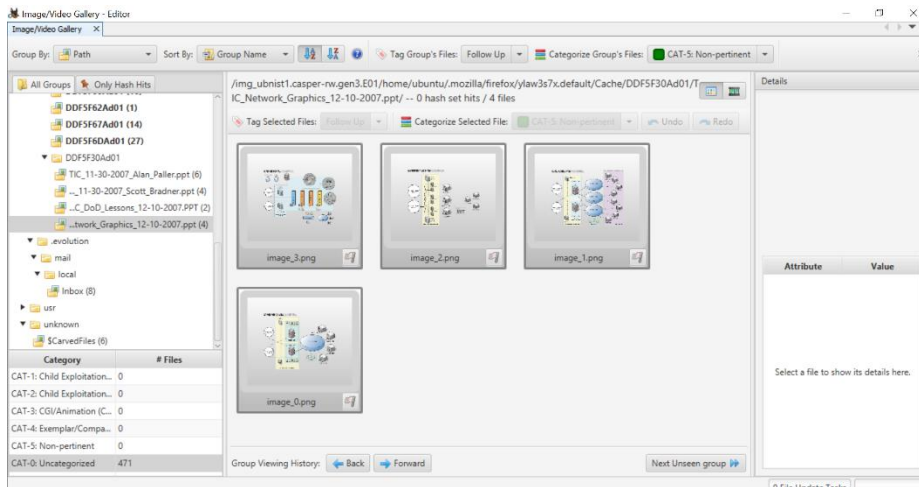 Image/Video Gallery - Editor
Image/Video Gallery X
Group By: Path Sort By: Group Name Tag Group's Files: Follow Up Categorize Group's Files: CAT-5: Non-pertinent
All Groups Only Hash Hits
DDF5F62Ad01 (1)
DDF5F67Ad01 (14)
DDF5F6DAd01 (27)
DDF5F30Ad01
TIC_11-30-2007_Alan_Paller.ppt (6)
..._11-30-2007_Scott_Bradner.ppt (4)
...C_DoD_Lessons_12-10-2007.PPT (2)
...twork_Graphics_12-10-2007.ppt (4)
.evolution
mail
local
Inbox (8)
usr
unknown
$CarvedFiles (6)
Category # Files
CAT-1: Child Exploitation... 0
CAT-2: Child Exploitation... 0
CAT-3: CGI/Animation (C... 0
CAT-4: Exemplar/Compa... 0
CAT-5: Non-pertinent 0
CAT-0: Uncategorized 471
/img_ubnist1.casper-rw.gen3.E01/home/ubuntu/.mozilla/firefox/ylaw3s7x.default/Cache/DDF5F30Ad01/T
IC_Network_Graphics_12-10-2007.ppt/ -- 0 hash set hits / 4 files
Tag Selected Files: Follow Up Categorize Selected File: CAT-5: Non-pertinent Undo Redo
image_3.png
image_2.png
image_1.png
image_0.png
Group Viewing History: Back Forward Next Unseen group
Details
Attribute Value
Select a file to show its details here.
0 File Update Tasks